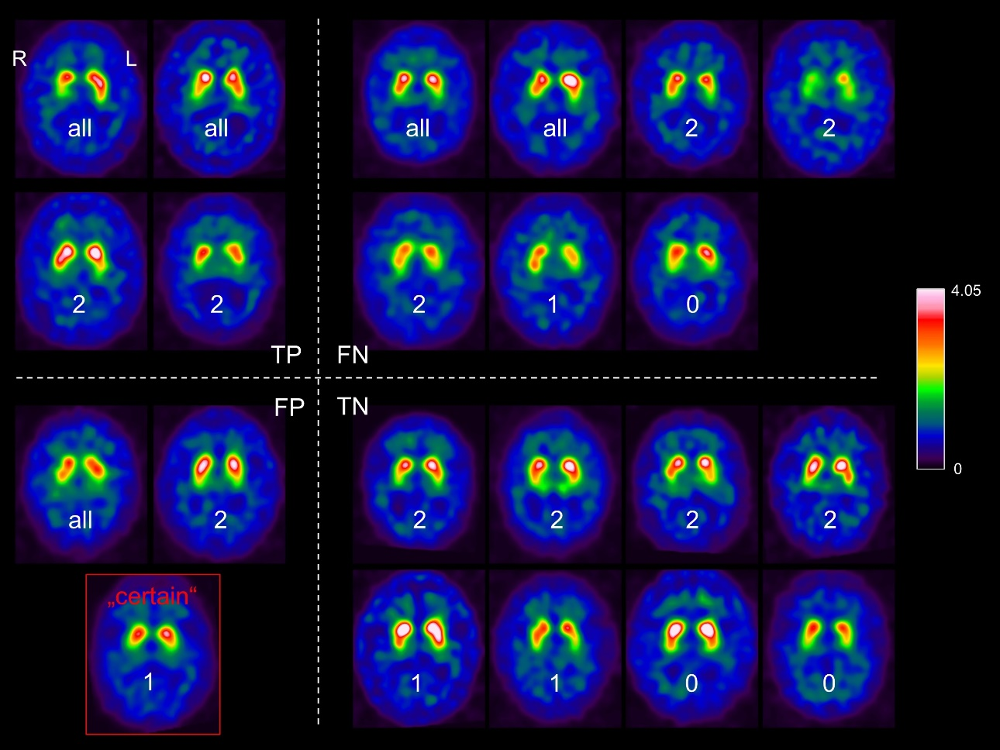 R L
all all all all 2 2
2 2 2 1 0
TP FN
FP TN
all 2 2 2 2 2
„certain“
1 1 1 0 0
4.05
0